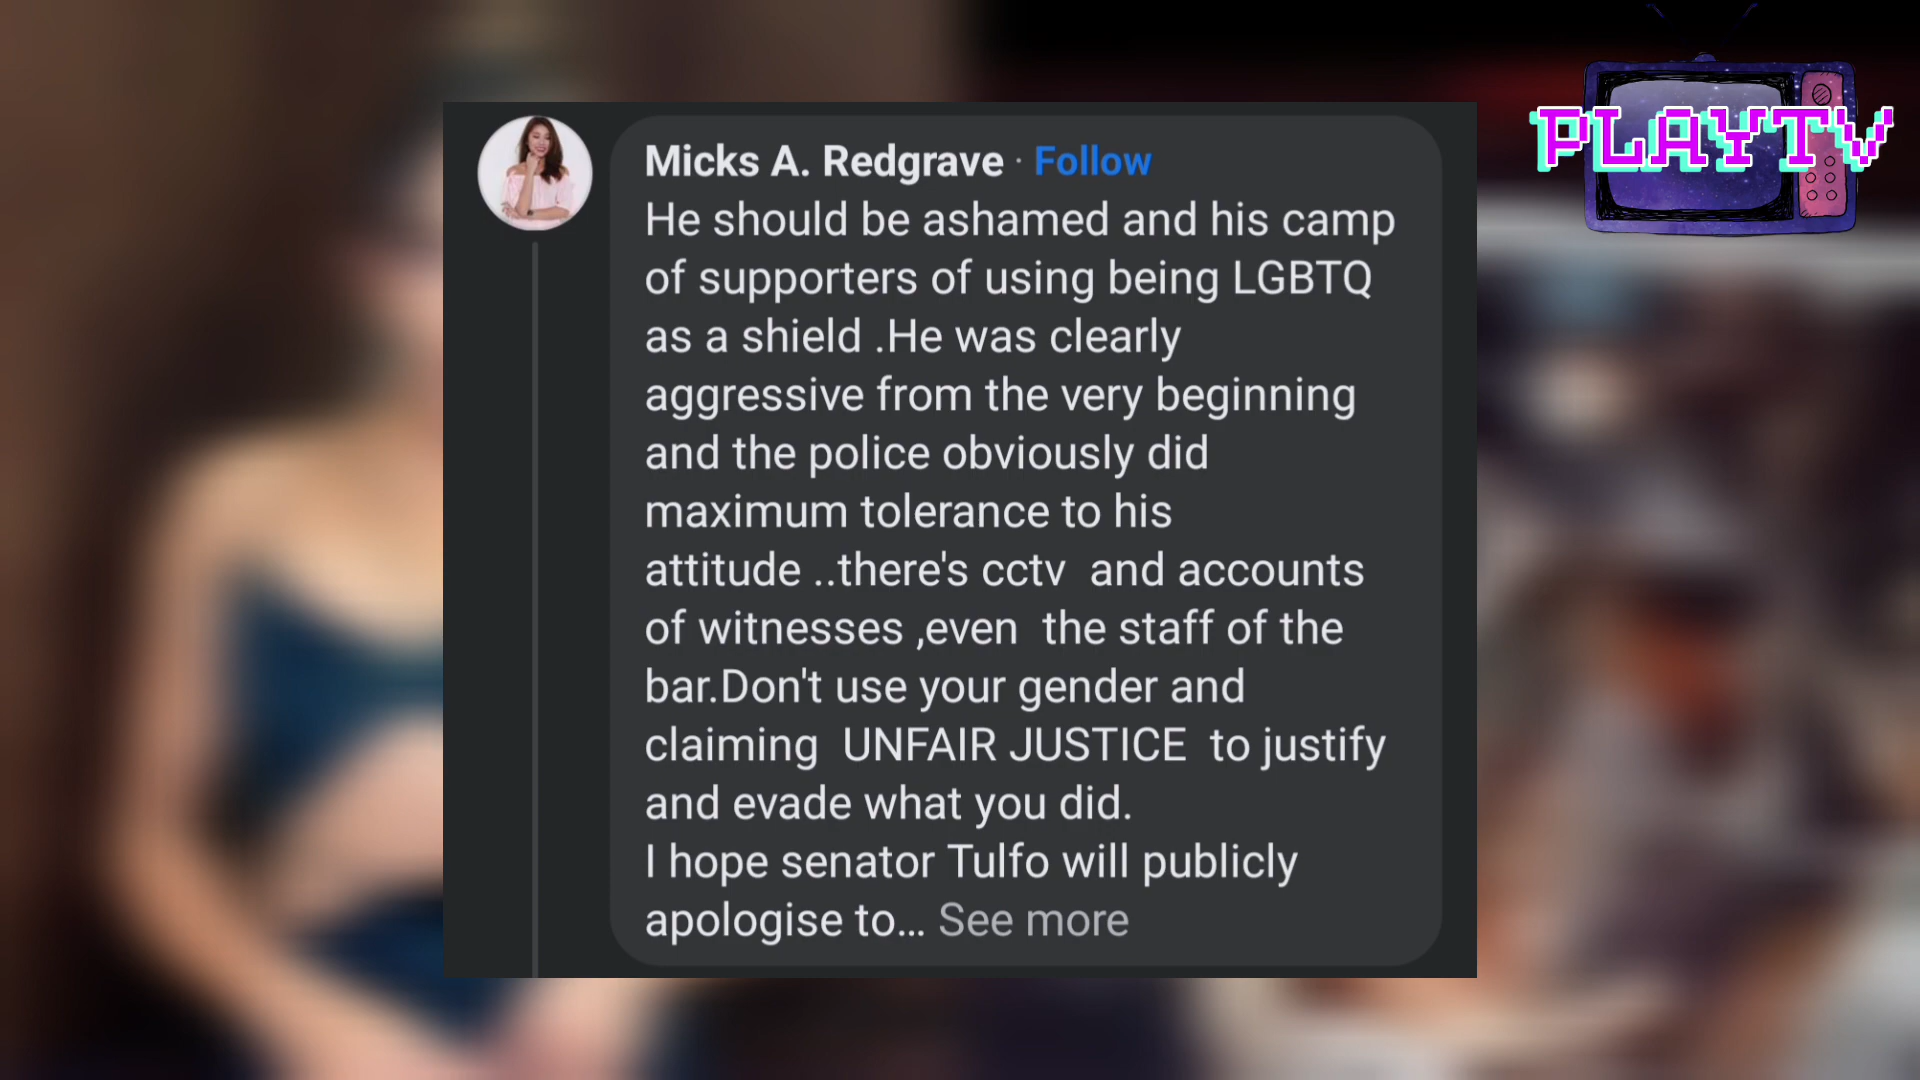 PLAYTV
Micks A. Redgrave · Follow
He should be ashamed and his camp
of supporters of using being LGBTQ
as a shield .He was clearly
aggressive from the very beginning
and the police obviously did
maximum tolerance to his
attitude ..there's cctv  and accounts
of witnesses ,even  the staff of the
bar.Don't use your gender and
claiming  UNFAIR JUSTICE  to justify
and evade what you did.
I hope senator Tulfo will publicly
apologise to... See more